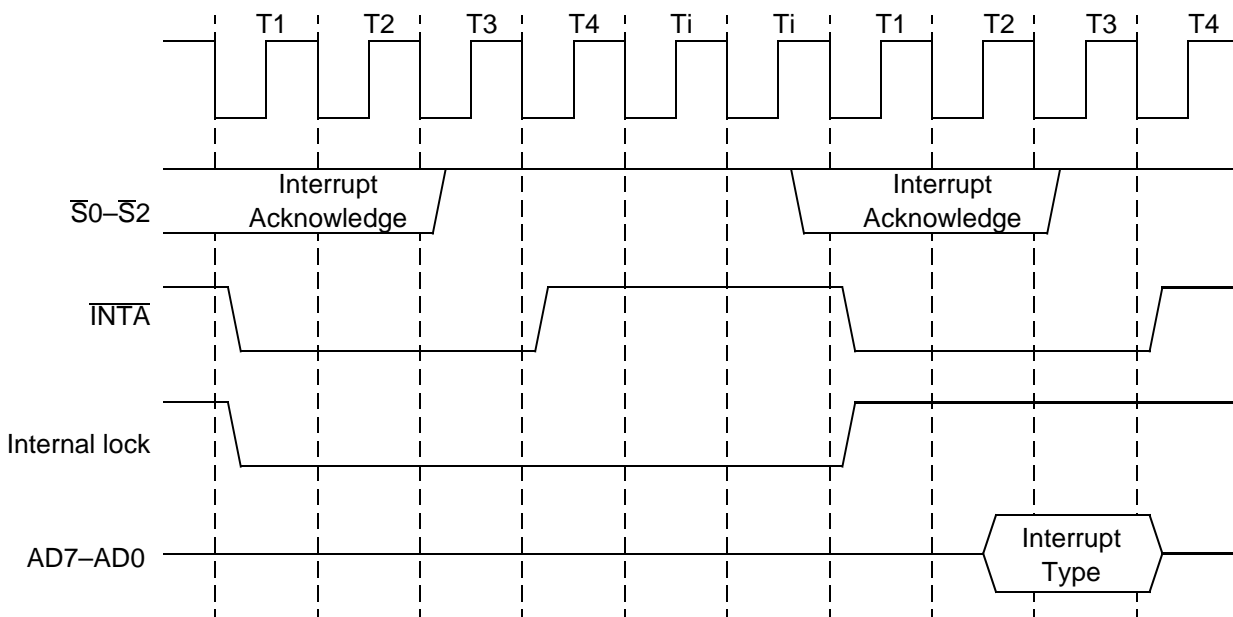 T1 T2 T3 T4 Ti Ti T1 T2 T3 T4
S̅0–S̅2
Interrupt
Acknowledge
Interrupt
Acknowledge
I̅N̅T̅A̅
Internal lock
AD7–AD0
Interrupt
Type